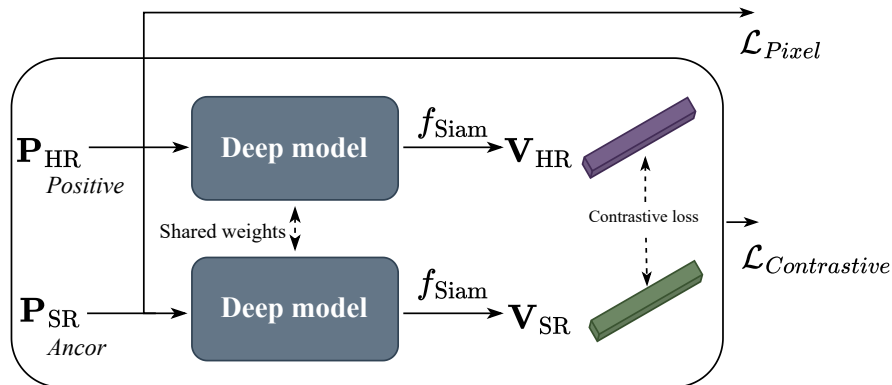 ℒ_Pixel
P_HR
Positive
Deep model
f_Siam
V_HR
Shared weights
Contrastive loss
ℒ_Contrastive
P_SR
Ancor
Deep model
f_Siam
V_SR